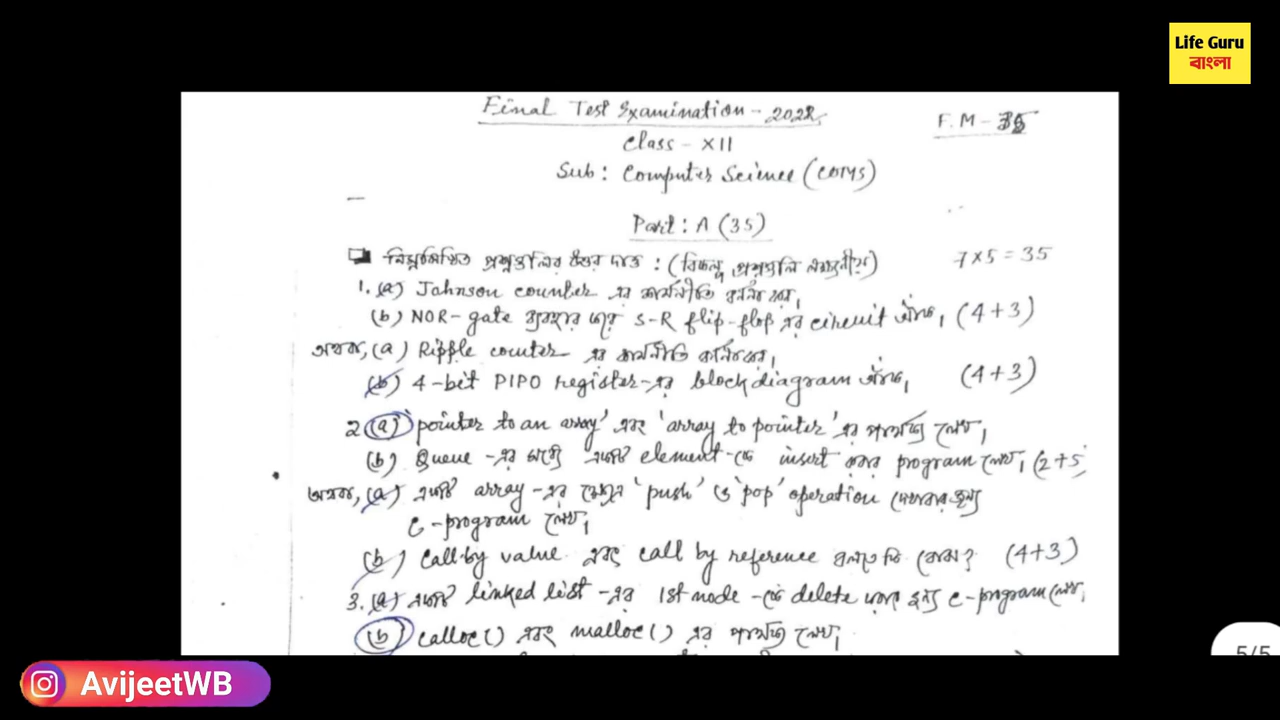 Life Guru
বাংলা
Final Test Examination - 2022
F.M - 35
Class - XII
Sub : Computer Science (COMS)
Part : A (35)
নিম্নলিখিত প্রশ্নগুলির উত্তর দাও : (বিকল্প প্রশ্নগুলি লক্ষণীয়) 7x5 = 35
1. (a) Johnson counter এর কার্যনীতি বর্ণনা করো।
(b) NOR-gate ব্যবহার করে S-R flip-flop এর circuit আঁকো। (4+3)
অথবা, (a) Ripple counter এর কার্যনীতি বর্ণনা করো।
(b) 4-bit PIPO register-এর block diagram আঁকো। (4+3)
2 (a) 'pointer to an array' এবং 'array to pointer' এর পার্থক্য লেখ।
(b) Queue -এর মধ্যে একটি element-কে insert করার program লেখ। (2+5)
অথবা, (a) একটি array-এর ক্ষেত্রে 'push' ও 'pop' operation দেখাবার জন্য
C-program লেখ।
(b) Call by value এবং call by reference বলতে কি বোঝ? (4+3)
3. (a) একটি linked list -এর 1st node -কে delete করার জন্য C-program লেখ।
(b) calloc() এবং malloc() এর পার্থক্য লেখ।
5/5
AvijeetWB